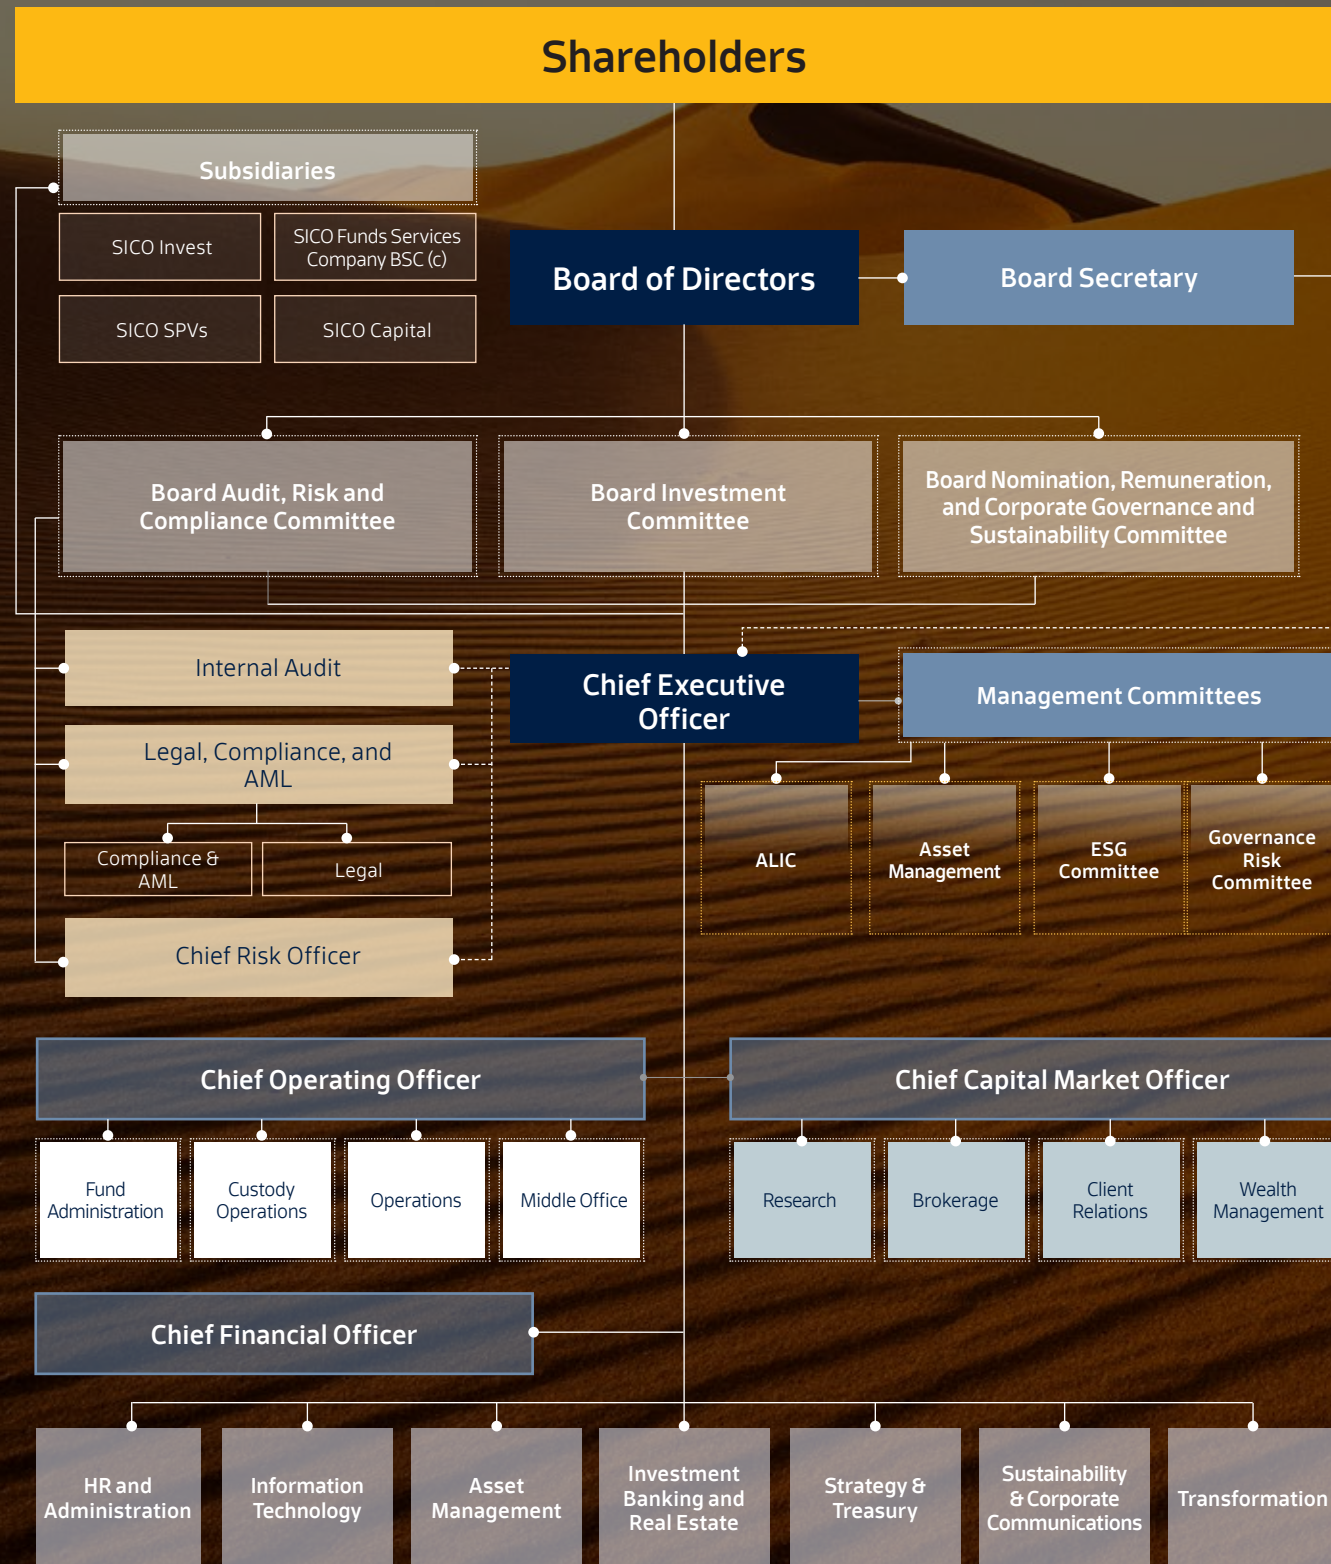 Shareholders
Subsidiaries
SICO Invest
SICO Funds Services
Company BSC (c)
SICO SPVs
SICO Capital
Board of Directors
Board Secretary
Board Audit, Risk and
Compliance Committee
Board Investment
Committee
Board Nomination, Remuneration,
and Corporate Governance and
Sustainability Committee
Internal Audit
Legal, Compliance, and
AML
Compliance &
AML
Legal
Chief Risk Officer
Chief Executive
Officer
Management Committees
ALIC
Asset
Management
ESG
Committee
Governance
Risk
Committee
Chief Operating Officer
Fund
Administration
Custody
Operations
Operations
Middle Office
Chief Capital Market Officer
Research
Brokerage
Client
Relations
Wealth
Management
Chief Financial Officer
HR and
Administration
Information
Technology
Asset
Management
Investment
Banking and
Real Estate
Strategy &
Treasury
Sustainability
& Corporate
Communications
Transformation